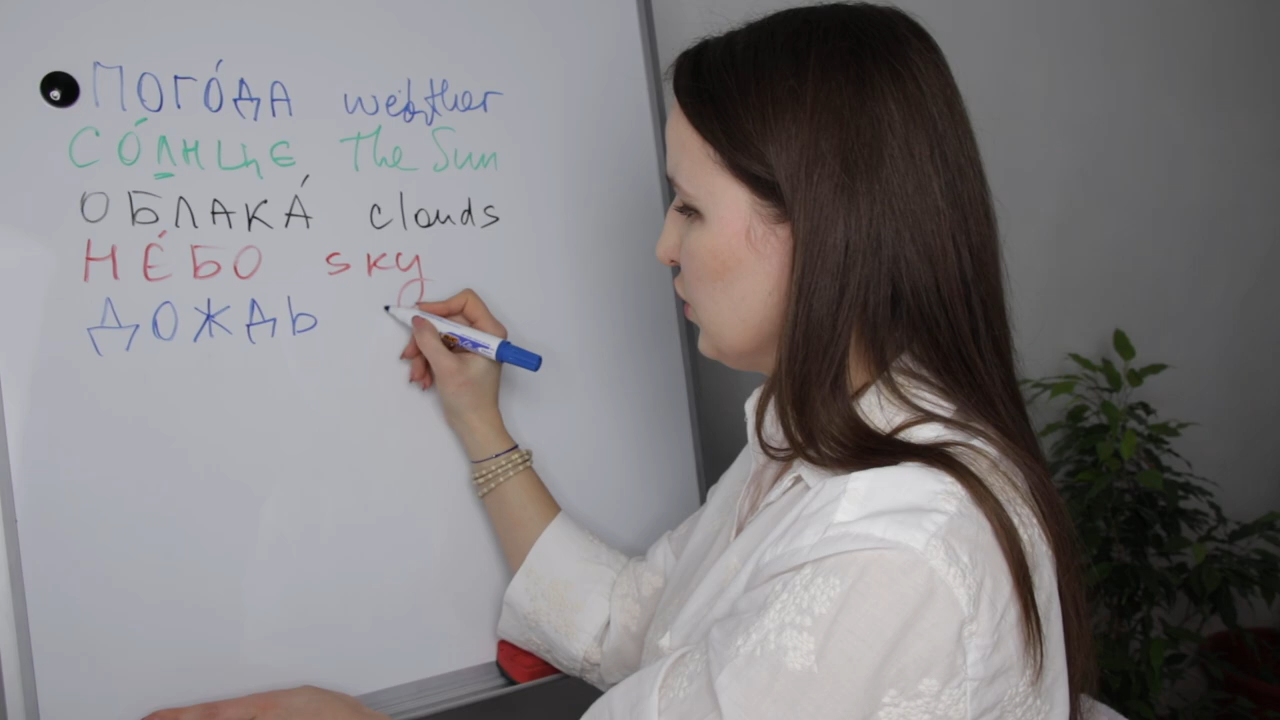 ПОГО́ДА weather
СО́ЛНЦЕ The Sun
ОБЛАКА́ clouds
НЕ́БО sky
ДОЖДЬ